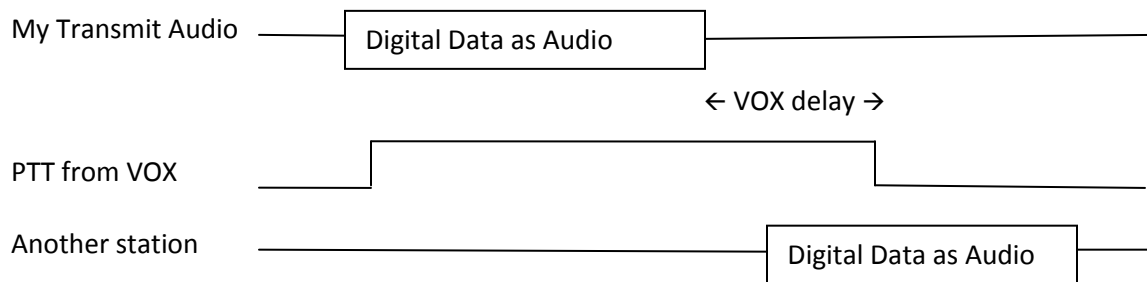 My Transmit Audio
Digital Data as Audio
← VOX delay →
PTT from VOX
Another station
Digital Data as Audio